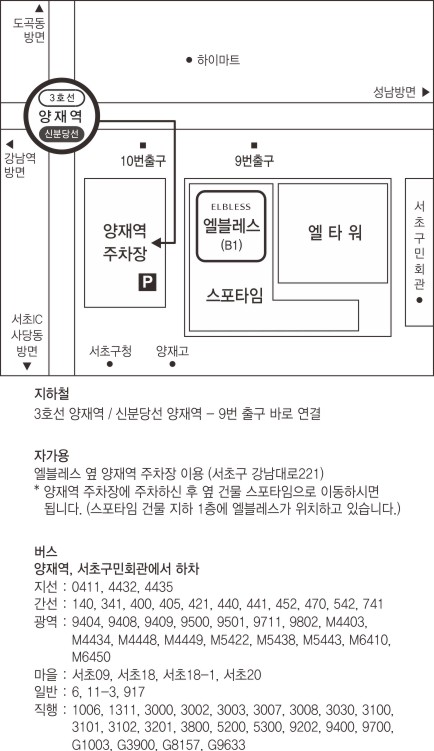 도곡동
방면
하이마트
성남방면
3호선
양재역
신분당선
강남역
방면
10번출구
9번출구
양재역
주차장
P
ELBLESS
엘블레스
(B1)
엘타워
스포타임
서초구민회관
서초IC
사당동
방면
서초구청
양재고
지하철
3호선 양재역 / 신분당선 양재역 – 9번 출구 바로 연결
자가용
엘블레스 옆 양재역 주차장 이용 (서초구 강남대로221)
* 양재역 주차장에 주차하신 후 옆 건물 스포타임으로 이동하시면
됩니다. (스포타임 건물 지하 1층에 엘블레스가 위치하고 있습니다.)
버스
양재역, 서초구민회관에서 하차
지선 : 0411, 4432, 4435
간선 : 140, 341, 400, 405, 421, 440, 441, 452, 470, 542, 741
광역 : 9404, 9408, 9409, 9500, 9501, 9711, 9802, M4403,
M4434, M4448, M4449, M5422, M5438, M5443, M6410,
M6450
마을 : 서초09, 서초18, 서초18-1, 서초20
일반 : 6, 11-3, 917
직행 : 1006, 1311, 3000, 3002, 3003, 3007, 3008, 3030, 3100,
3101, 3102, 3201, 3800, 5200, 5300, 9202, 9400, 9700,
G1003, G3900, G8157, G9633